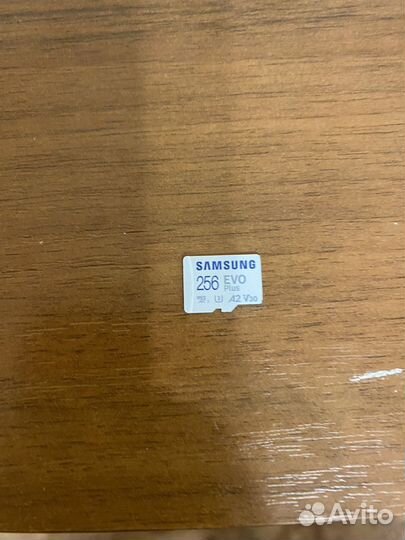 SAMSUNG
256 EVO
Plus
U3 A2 V30
Avito